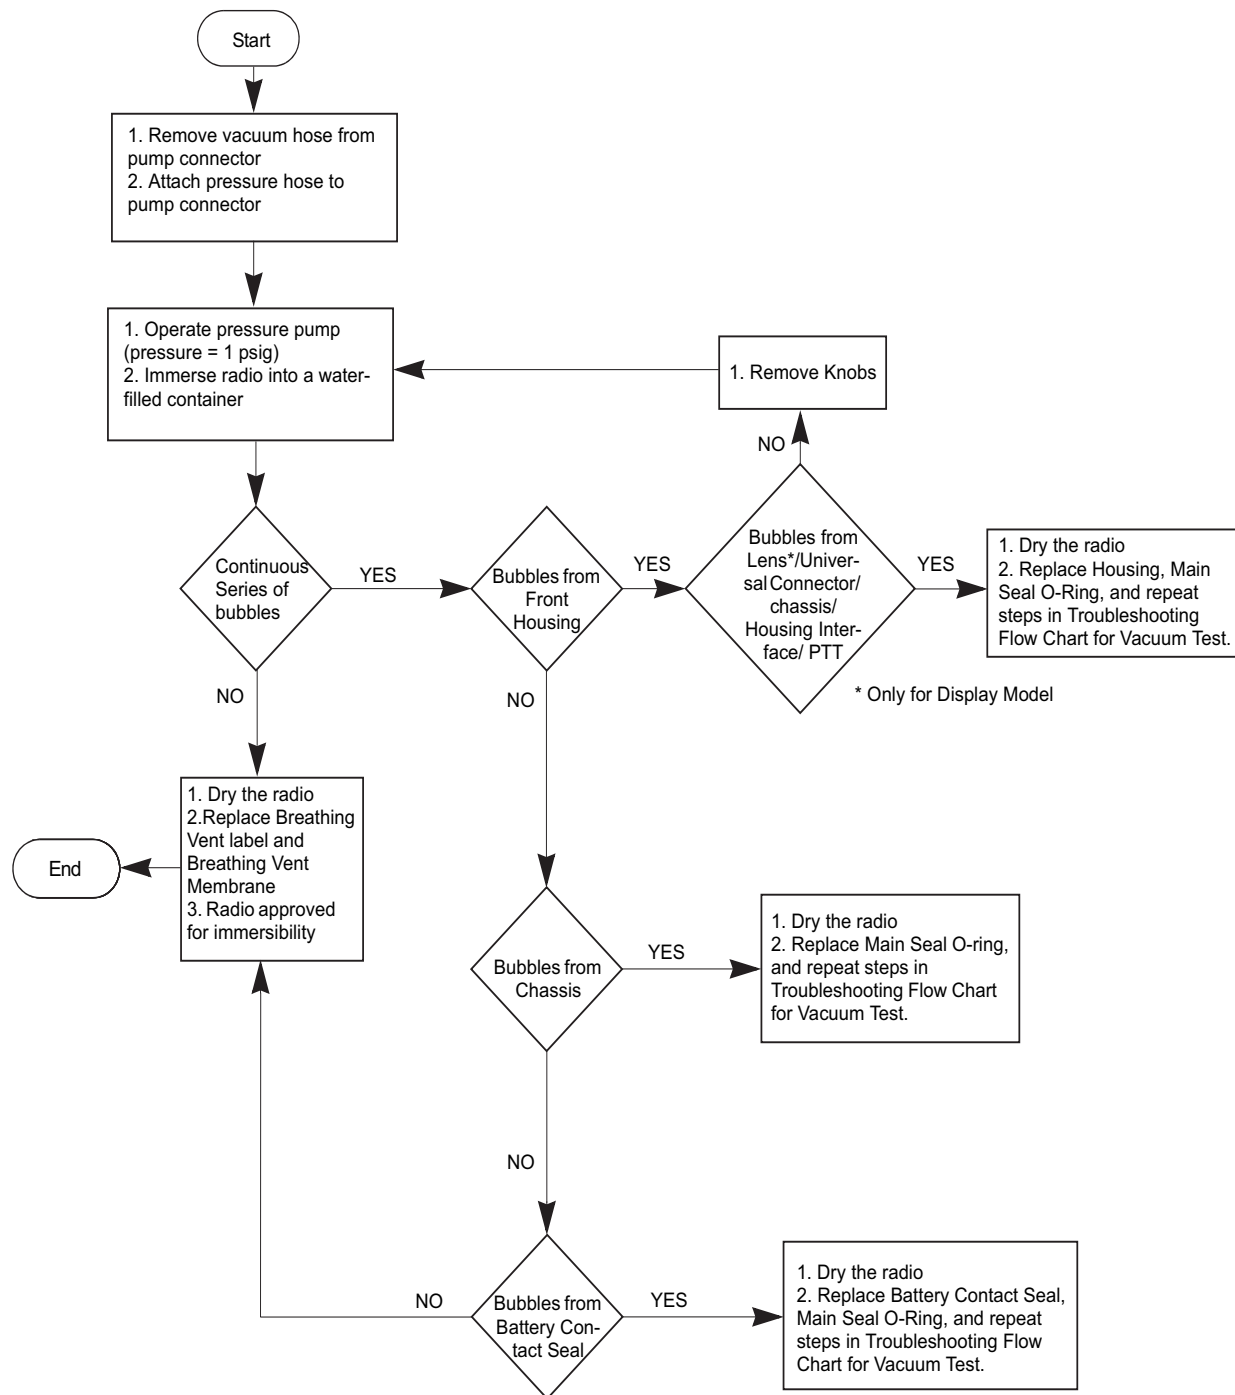 Start
1. Remove vacuum hose from
pump connector
2. Attach pressure hose to
pump connector
1. Operate pressure pump
(pressure = 1 psig)
2. Immerse radio into a water-
filled container
1. Remove Knobs
NO
Continuous
Series of
bubbles
YES
Bubbles from
Front
Housing
YES
Bubbles from
Lens*/Univer-
sal Connector/
chassis/
Housing Inter-
face/ PTT
YES
1. Dry the radio
2. Replace Housing, Main
Seal O-Ring, and repeat
steps in Troubleshooting
Flow Chart for Vacuum Test.
* Only for Display Model
NO
NO
1. Dry the radio
2.Replace Breathing
Vent label and
Breathing Vent
Membrane
3. Radio approved
for immersibility
End
Bubbles from
Chassis
YES
1. Dry the radio
2. Replace Main Seal O-ring,
and repeat steps in
Troubleshooting Flow Chart
for Vacuum Test.
NO
Bubbles from
Battery Con-
tact Seal
NO
YES
1. Dry the radio
2. Replace Battery Contact Seal,
Main Seal O-Ring, and repeat
steps in Troubleshooting Flow
Chart for Vacuum Test.